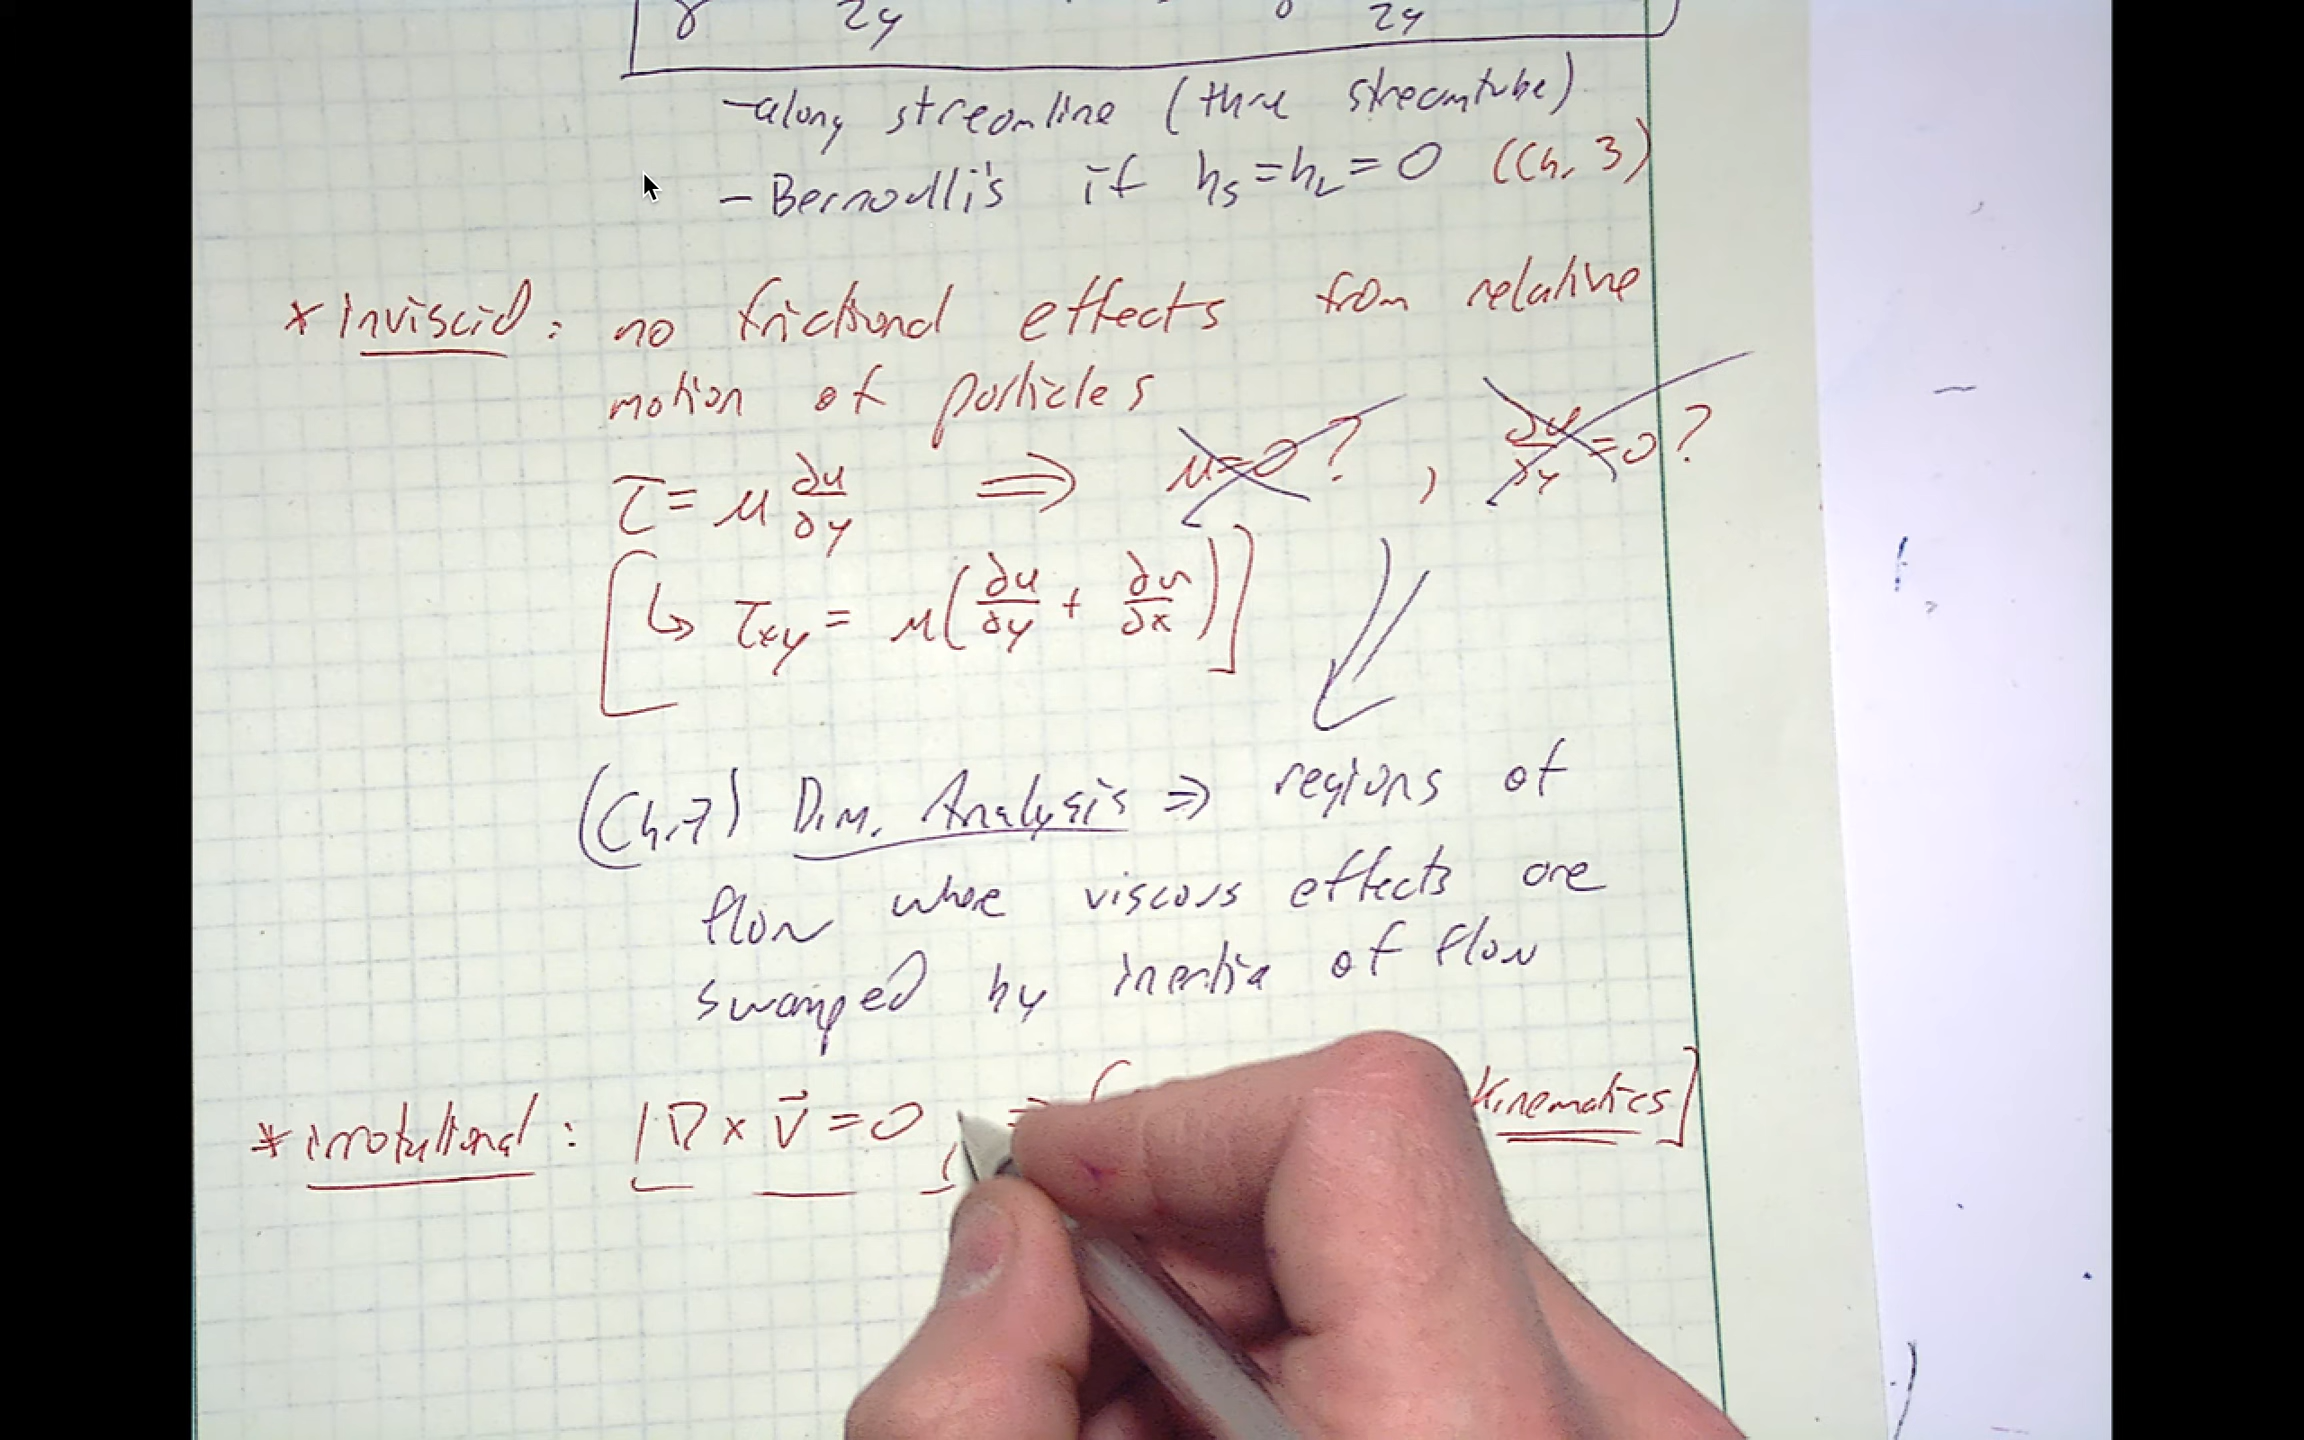 γ 2g γ 2g
- along streamline (thru streamtube)
- Bernoulli's if hs = hL = 0 (Ch. 3)
* inviscid : no frictional effects from relative
motion of particles
τ = μ ∂u/∂y ⟹ μ=0 ? , ∂u/∂y = 0 ?
[ ↳ τxy = μ ( ∂u/∂y + ∂v/∂x ) ]
(Ch. 7) Dim. Analysis ⇒ regions of
flow where viscous effects are
swamped by inertia of flow
* irrotational : ∇ × V⃗ = 0 ⇒ Kinematics ]